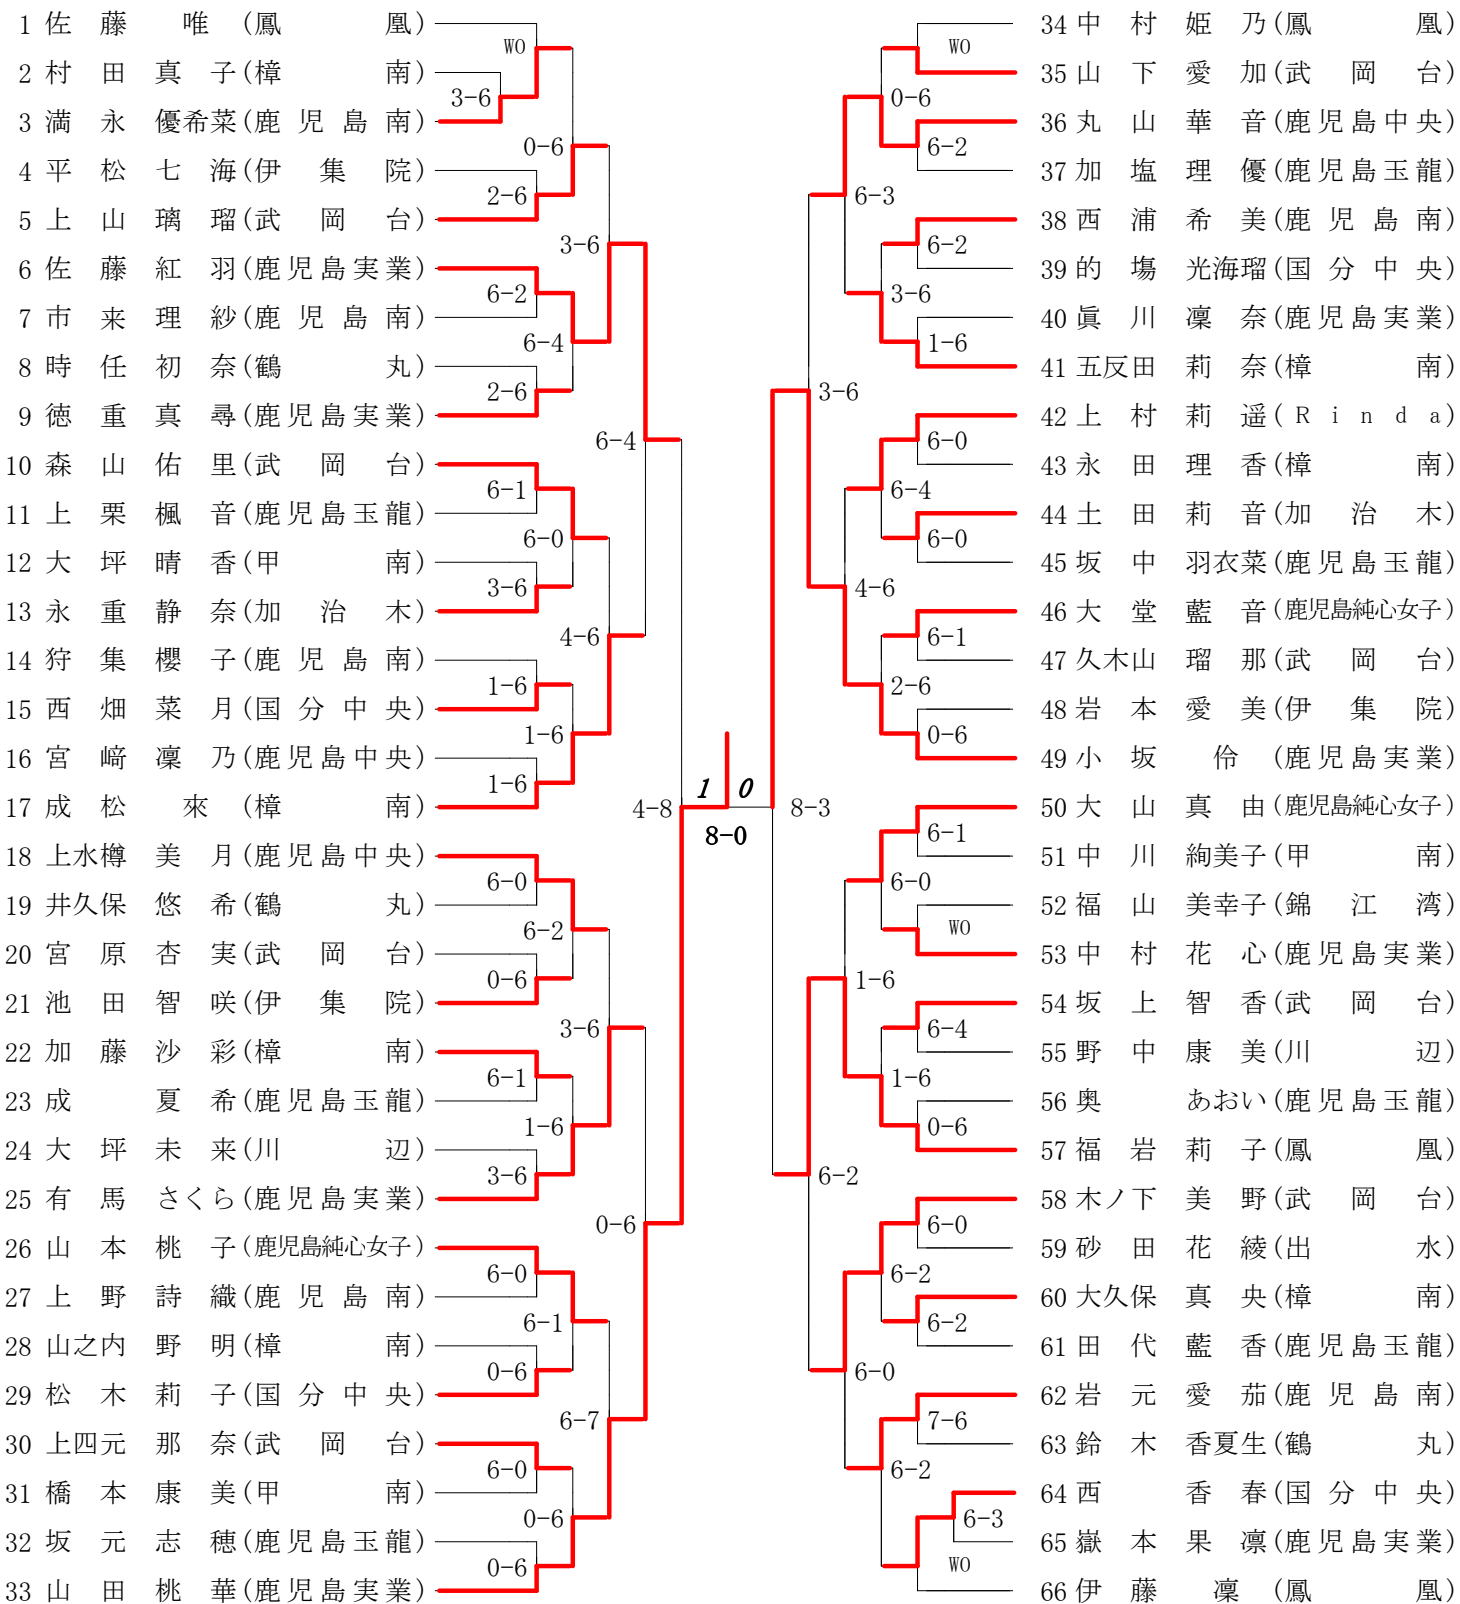 1 佐藤 唯 (鳳凰)
2 村田真子(樟南)
3 満永優希菜(鹿児島南)
4 平松七海(伊集院)
5 上山璃瑠(武岡台)
6 佐藤紅羽(鹿児島実業)
7 市来理紗(鹿児島南)
8 時任初奈(鶴丸)
9 徳重真尋(鹿児島実業)
10 森山佑里(武岡台)
11 上栗楓音(鹿児島玉龍)
12 大坪晴香(甲南)
13 永重静奈(加治木)
14 狩集櫻子(鹿児島南)
15 西畑菜月(国分中央)
16 宮﨑凜乃(鹿児島中央)
17 成松 來 (樟南)
18 上水樽美月(鹿児島中央)
19 井久保悠希(鶴丸)
20 宮原杏実(武岡台)
21 池田智咲(伊集院)
22 加藤沙彩(樟南)
23 成 夏希(鹿児島玉龍)
24 大坪未来(川辺)
25 有馬さくら(鹿児島実業)
26 山本桃子(鹿児島純心女子)
27 上野詩織(鹿児島南)
28 山之内野明(樟南)
29 松木莉子(国分中央)
30 上四元那奈(武岡台)
31 橋本康美(甲南)
32 坂元志穂(鹿児島玉龍)
33 山田桃華(鹿児島実業)
WO
3-6
2-6
6-2
2-6
6-1
3-6
1-6
1-6
6-0
0-6
6-1
3-6
6-0
0-6
6-0
0-6
0-6
6-4
6-0
1-6
6-2
1-6
6-1
0-6
3-6
4-6
3-6
6-7
6-4
0-6
4-8
1 0
8-0
8-3
3-6
6-2
6-3
4-6
1-6
6-0
0-6
3-6
6-4
2-6
6-0
1-6
6-2
6-2
WO
6-2
6-2
1-6
6-0
6-0
6-1
0-6
6-1
WO
6-4
0-6
6-0
6-2
7-6
6-3
WO
34 中村姫乃(鳳凰)
35 山下愛加(武岡台)
36 丸山華音(鹿児島中央)
37 加塩理優(鹿児島玉龍)
38 西浦希美(鹿児島南)
39 的塲光海瑠(国分中央)
40 眞川凜奈(鹿児島実業)
41 五反田莉奈(樟南)
42 上村莉遥(Rinda)
43 永田理香(樟南)
44 土田莉音(加治木)
45 坂中羽衣菜(鹿児島玉龍)
46 大堂藍音(鹿児島純心女子)
47 久木山瑠那(武岡台)
48 岩本愛美(伊集院)
49 小坂 伶 (鹿児島実業)
50 大山真由(鹿児島純心女子)
51 中川絢美子(甲南)
52 福山美幸子(錦江湾)
53 中村花心(鹿児島実業)
54 坂上智香(武岡台)
55 野中康美(川辺)
56 奥 あおい(鹿児島玉龍)
57 福岩莉子(鳳凰)
58 木ノ下美野(武岡台)
59 砂田花綾(出水)
60 大久保真央(樟南)
61 田代藍香(鹿児島玉龍)
62 岩元愛茄(鹿児島南)
63 鈴木香夏生(鶴丸)
64 西 香春(国分中央)
65 嶽本果凛(鹿児島実業)
66 伊藤 凜 (鳳凰)